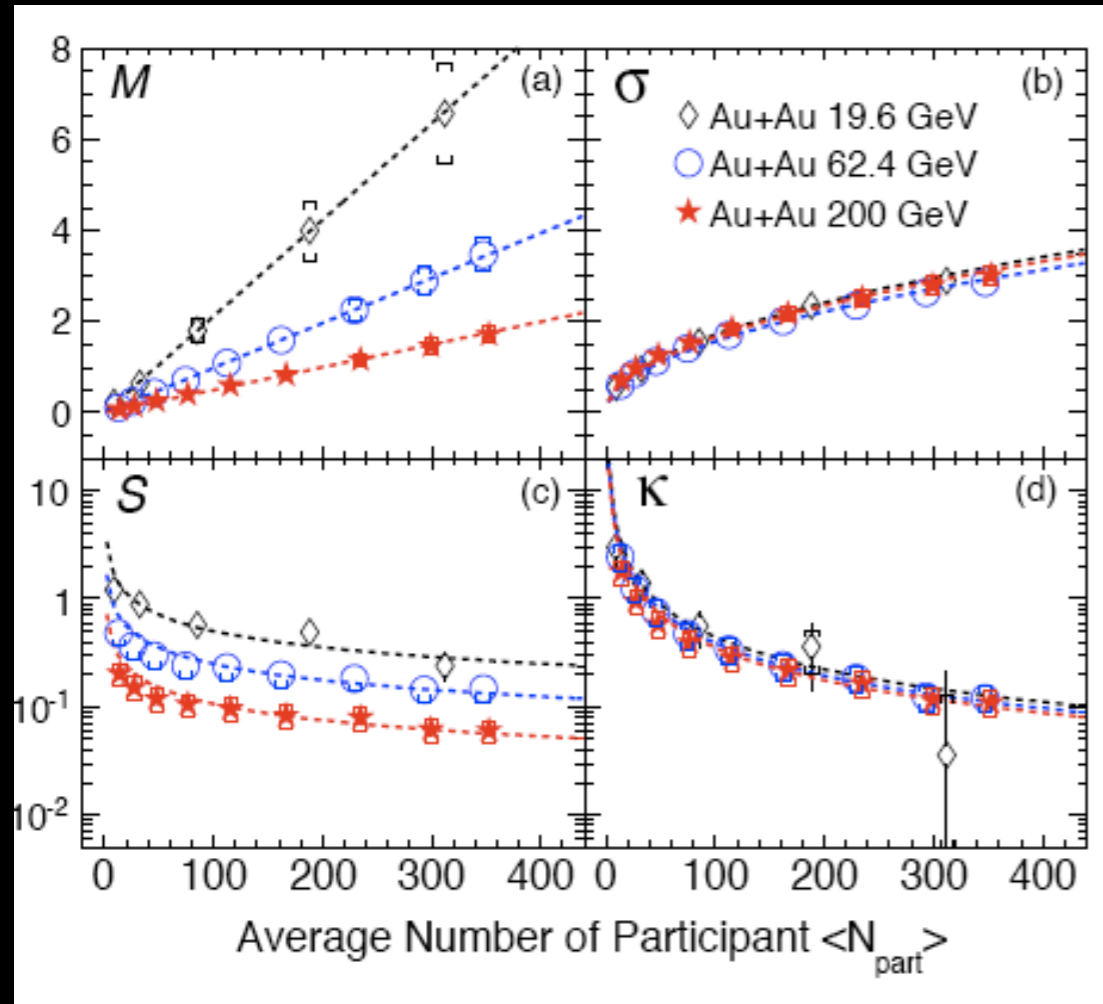 8
M
(a)
σ
(b)
6
4
2
0
Au+Au 19.6 GeV
Au+Au 62.4 GeV
Au+Au 200 GeV
10
S
(c)
κ
(d)
1
10⁻¹
10⁻²
0 100 200 300 400 0 100 200 300 400
Average Number of Participant <N_part>